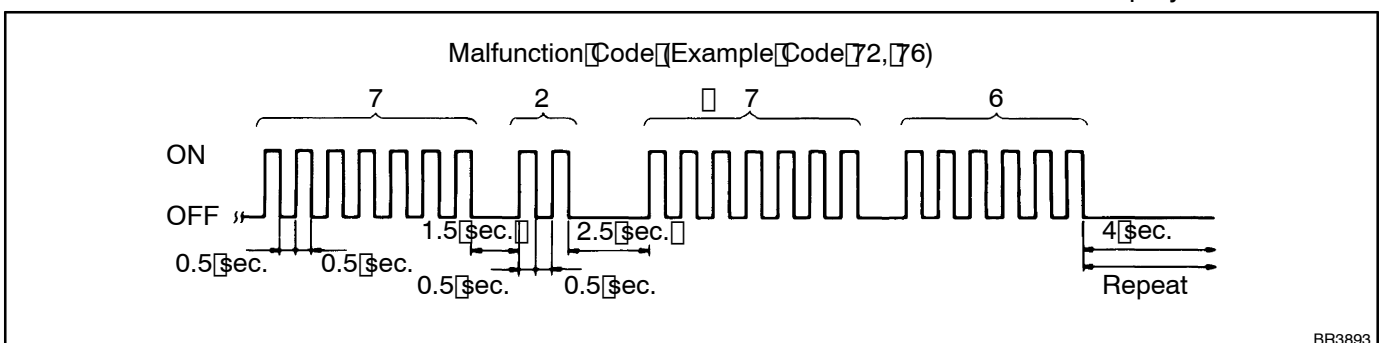 Malfunction▯Code▯(Example▯Code▯72,▯76)
7 2 ▯ 7 6
ON
OFF
1.5▯sec.▯ 2.5▯sec.▯ 4▯sec.
0.5▯sec. 0.5▯sec.
0.5▯sec. 0.5▯sec. Repeat
BR3893